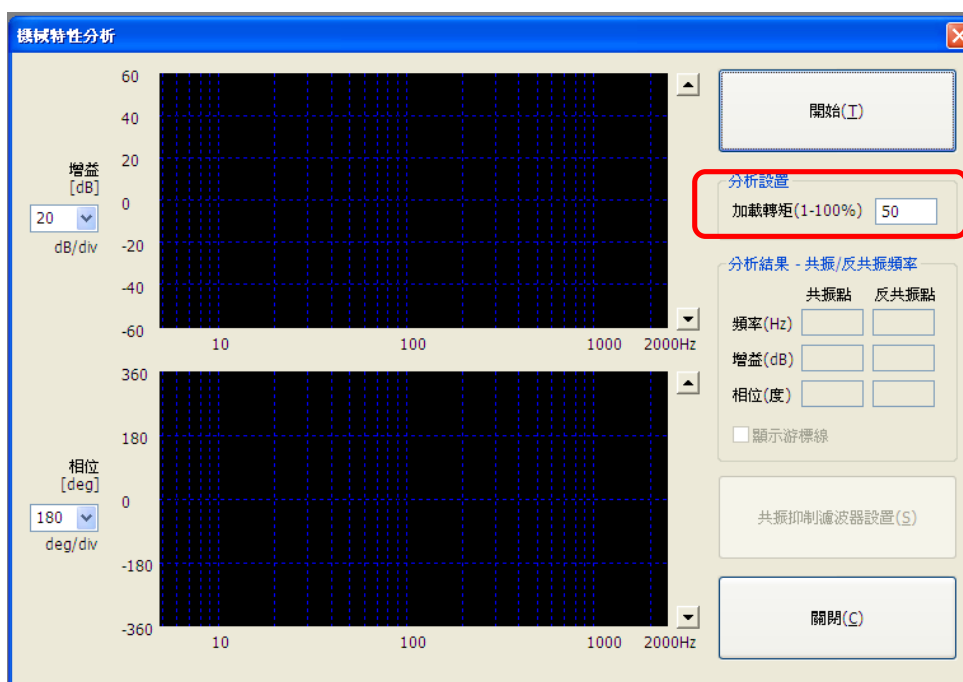 機械特性分析
60
40
20
0
-20
-40
-60
增益
[dB]
20
dB/div
10 100 1000 2000Hz
360
180
0
-180
-360
相位
[deg]
180
deg/div
10 100 1000 2000Hz
開始(T)
分析設置
加載轉矩(1-100%) 50
分析結果 - 共振/反共振頻率
共振點 反共振點
頻率(Hz)
增益(dB)
相位(度)
顯示游標線
共振抑制濾波器設置(S)
關閉(C)